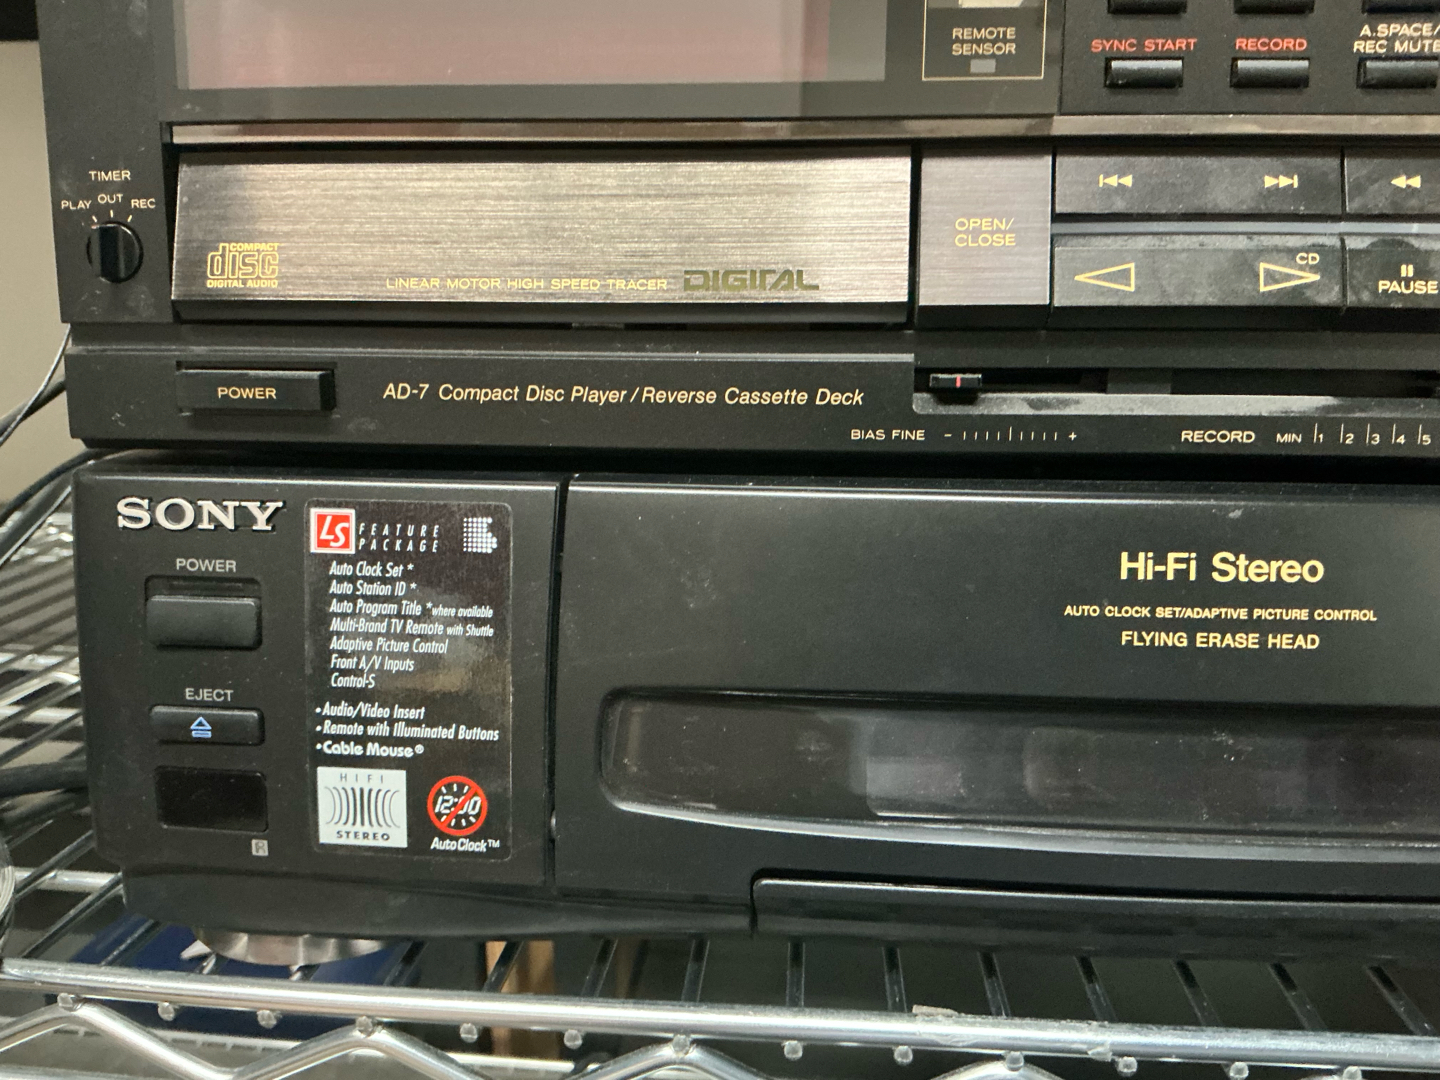 REMOTE
SENSOR
SYNC START
RECORD
A.SPACE/
REC MUTE
TIMER
PLAY OUT REC
COMPACT
disc
DIGITAL AUDIO
LINEAR MOTOR HIGH SPEED TRACER
DIGITAL
OPEN/
CLOSE
CD
PAUSE
POWER
AD-7 Compact Disc Player/Reverse Cassette Deck
BIAS FINE - +
RECORD MIN 1 2 3 4 5
SONY
POWER
EJECT
LS FEATURE
PACKAGE
Auto Clock Set *
Auto Station ID *
Auto Program Title *where available
Multi-Brand TV Remote with Shuttle
Adaptive Picture Control
Front A/V Inputs
Control-S
•Audio/Video Insert
•Remote with Illuminated Buttons
•Cable Mouse®
HIFI
STEREO
12:00
AutoClock™
R
Hi-Fi Stereo
AUTO CLOCK SET/ADAPTIVE PICTURE CONTROL
FLYING ERASE HEAD